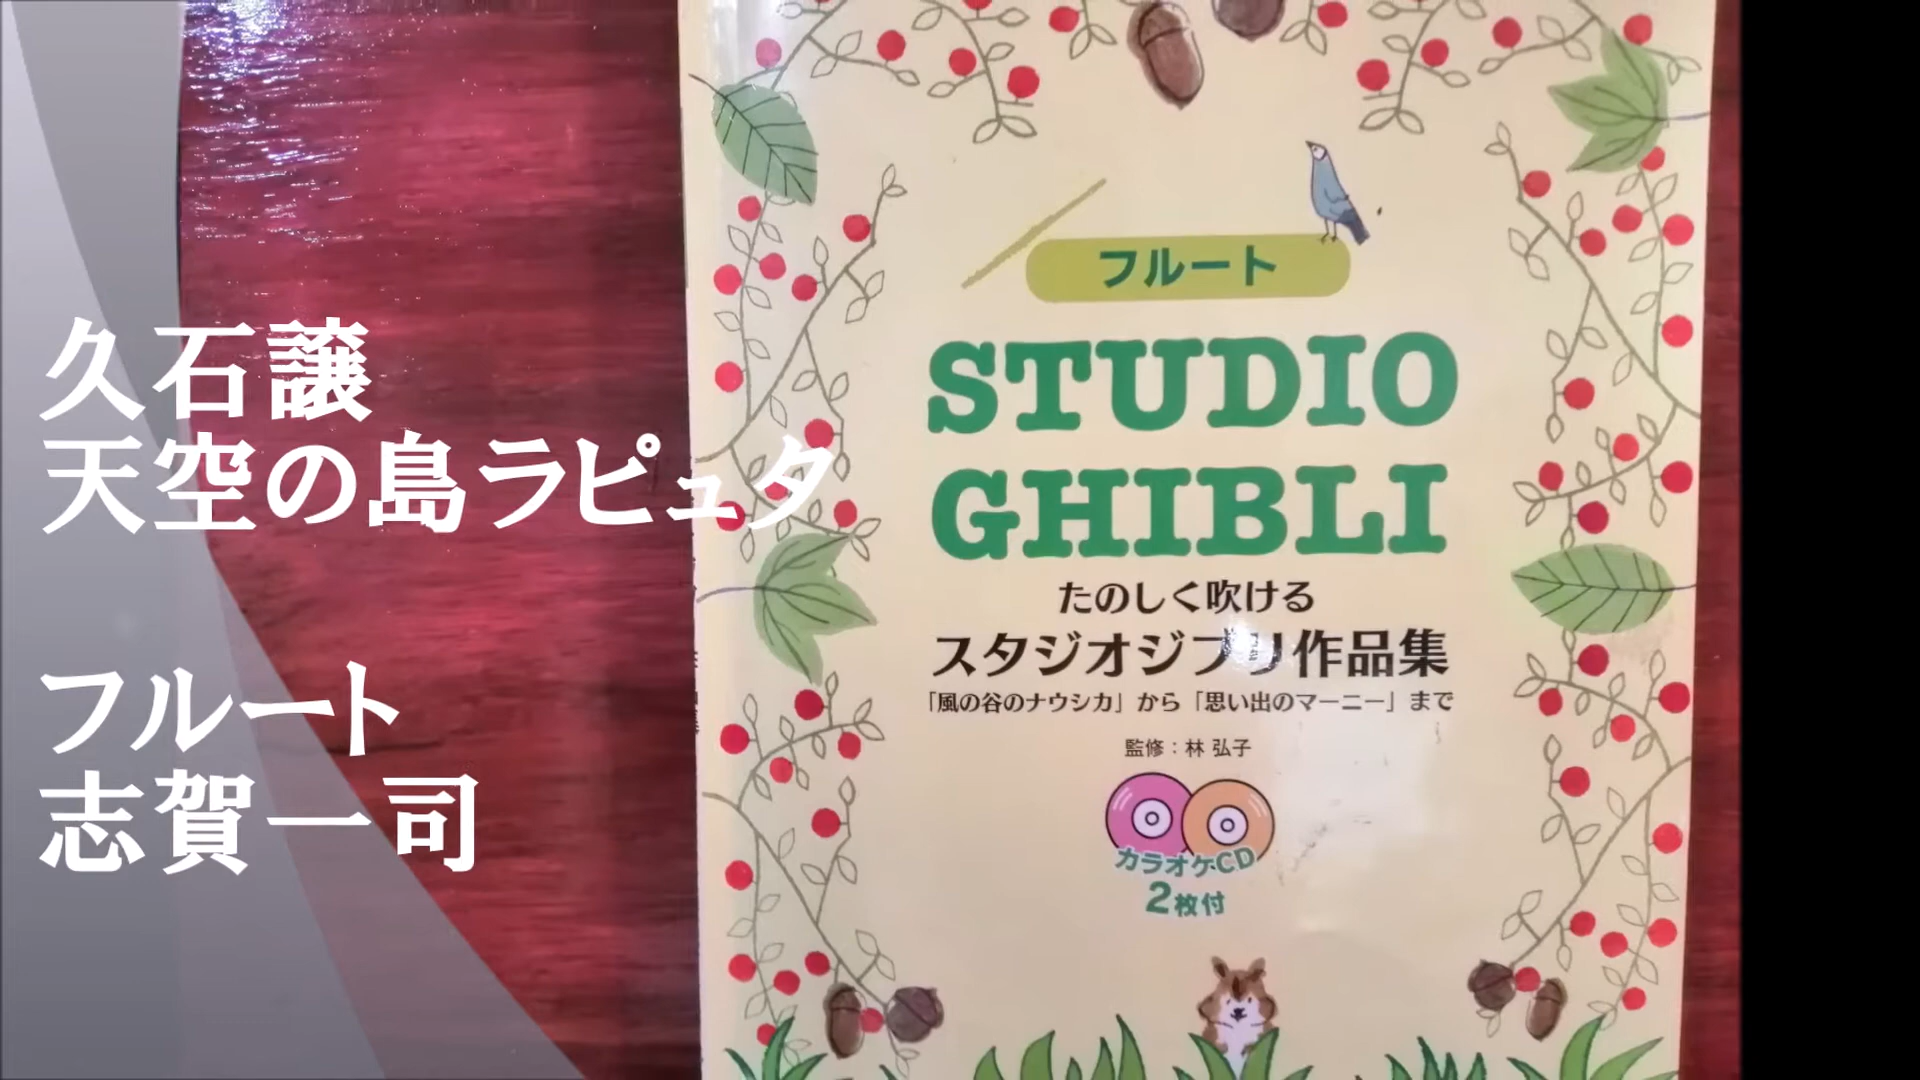 久石譲
天空の島ラピュタ
フルート
志賀一司
フルート
STUDIO
GHIBLI
たのしく吹ける
スタジオジブリ作品集
「風の谷のナウシカ」から「思い出のマーニー」まで
監修：林 弘子
カラオケCD
2枚付